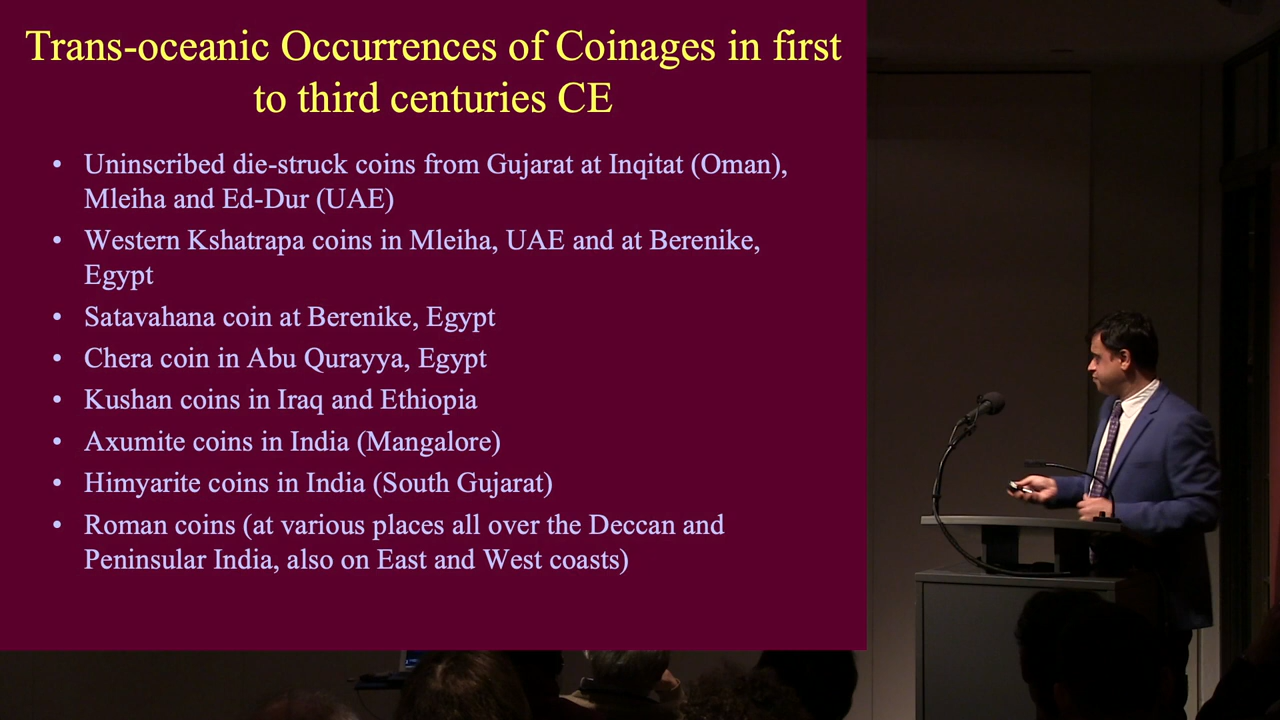 Trans-oceanic Occurrences of Coinages in first
to third centuries CE
• Uninscribed die-struck coins from Gujarat at Inqitat (Oman),
Mleiha and Ed-Dur (UAE)
• Western Kshatrapa coins in Mleiha, UAE and at Berenike,
Egypt
• Satavahana coin at Berenike, Egypt
• Chera coin in Abu Qurayya, Egypt
• Kushan coins in Iraq and Ethiopia
• Axumite coins in India (Mangalore)
• Himyarite coins in India (South Gujarat)
• Roman coins (at various places all over the Deccan and
Peninsular India, also on East and West coasts)